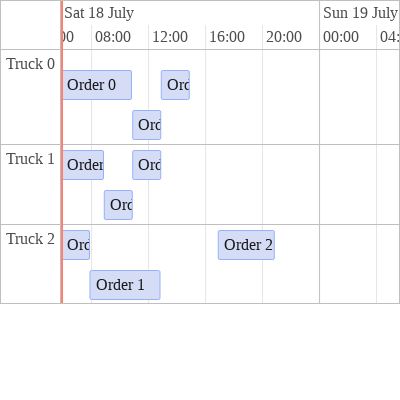 Sat 18 July Sun 19 July
00 08:00 12:00 16:00 20:00 00:00 04:
Truck 0
Order 0 Ord
Ord
Truck 1
Order Ord
Ord
Truck 2
Ord Order 2
Order 1